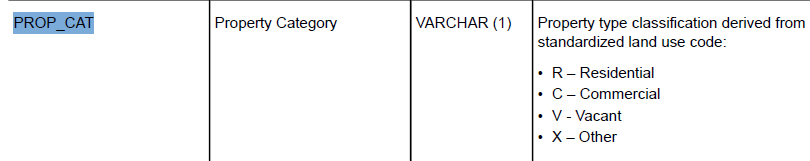 PROP_CAT
Property Category
VARCHAR (1)
Property type classification derived from
standardized land use code:
• R – Residential
• C – Commercial
• V - Vacant
• X – Other